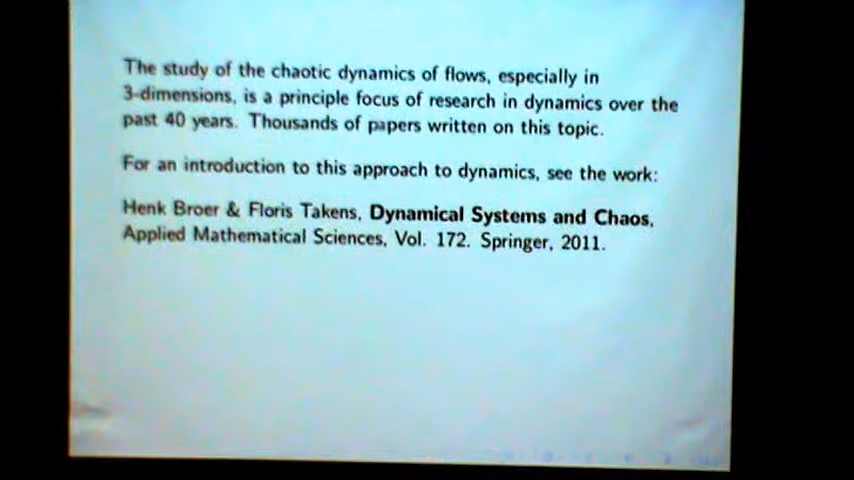 The study of the chaotic dynamics of flows, especially in
3-dimensions, is a principle focus of research in dynamics over the
past 40 years. Thousands of papers written on this topic.
For an introduction to this approach to dynamics, see the work:
Henk Broer & Floris Takens, Dynamical Systems and Chaos,
Applied Mathematical Sciences, Vol. 172. Springer, 2011.